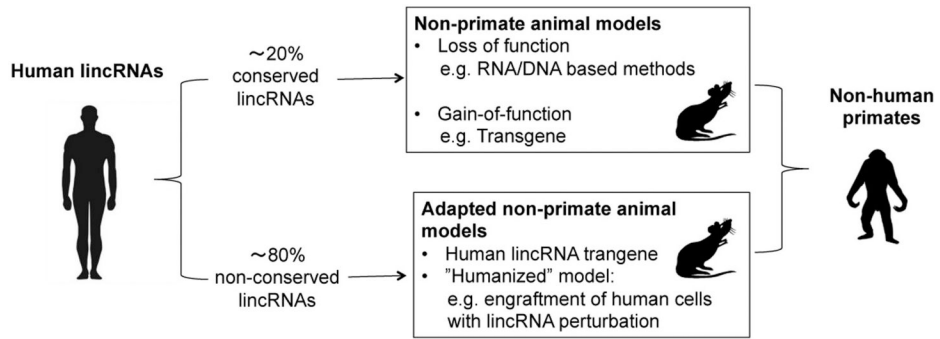 Human lincRNAs
~20%
conserved
lincRNAs
Non-primate animal models
• Loss of function
e.g. RNA/DNA based methods
• Gain-of-function
e.g. Transgene
~80%
non-conserved
lincRNAs
Adapted non-primate animal
models
• Human lincRNA trangene
• ”Humanized” model:
e.g. engraftment of human cells
with lincRNA perturbation
Non-human
primates